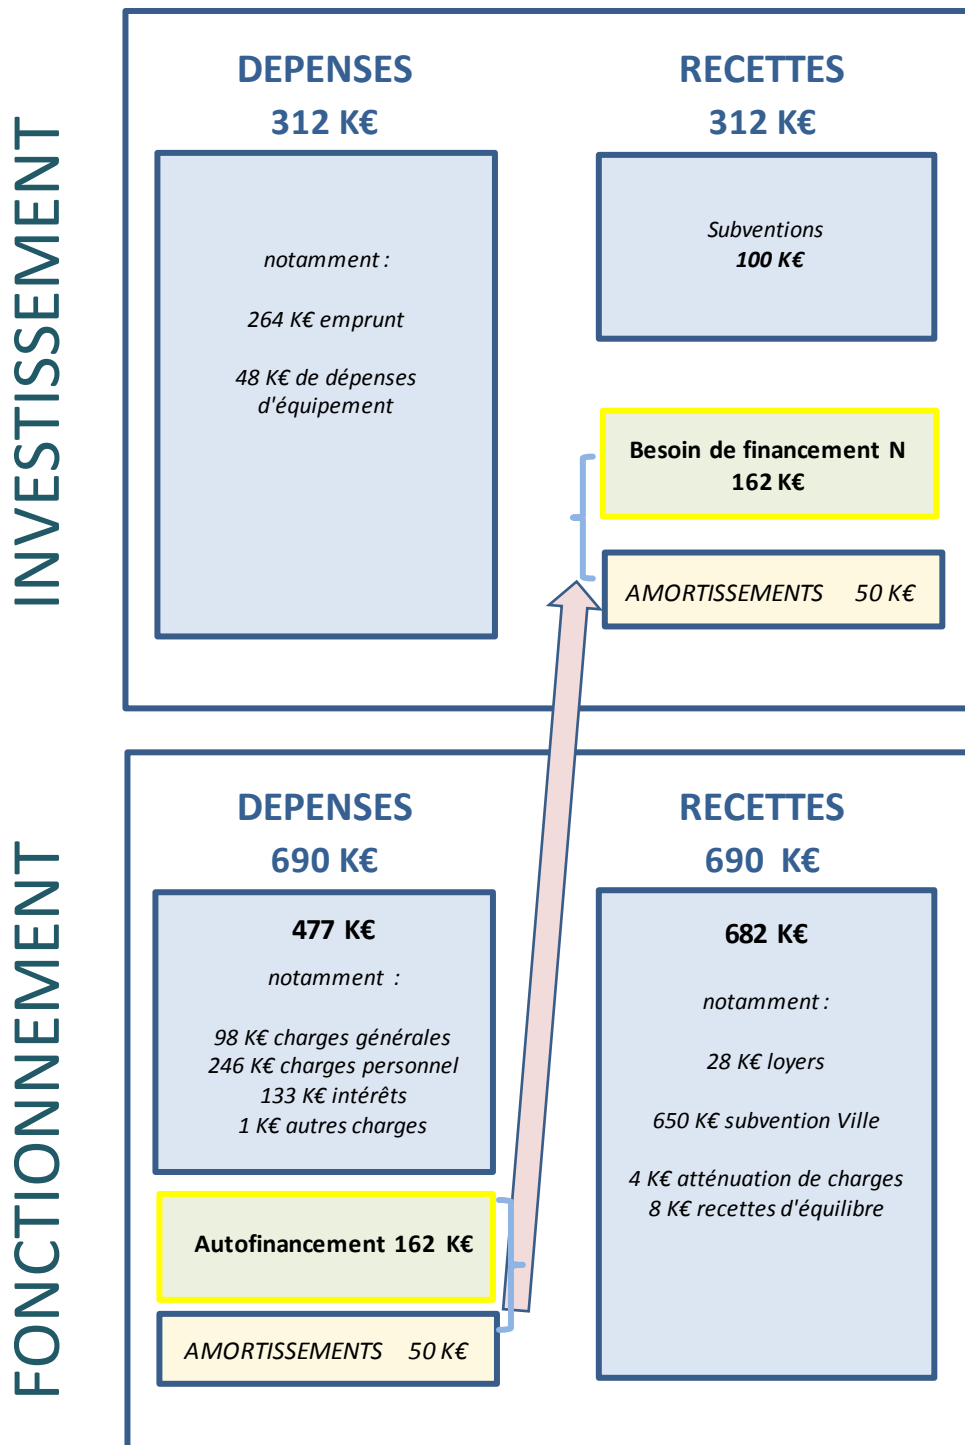 INVESTISSEMENT
DEPENSES
312 K€
notamment :
264 K€ emprunt
48 K€ de dépenses
d'équipement
RECETTES
312 K€
Subventions
100 K€
Besoin de financement N
162 K€
AMORTISSEMENTS 50 K€
FONCTIONNEMENT
DEPENSES
690 K€
477 K€
notamment :
98 K€ charges générales
246 K€ charges personnel
133 K€ intérêts
1 K€ autres charges
Autofinancement 162 K€
AMORTISSEMENTS 50 K€
RECETTES
690 K€
682 K€
notamment :
28 K€ loyers
650 K€ subvention Ville
4 K€ atténuation de charges
8 K€ recettes d'équilibre